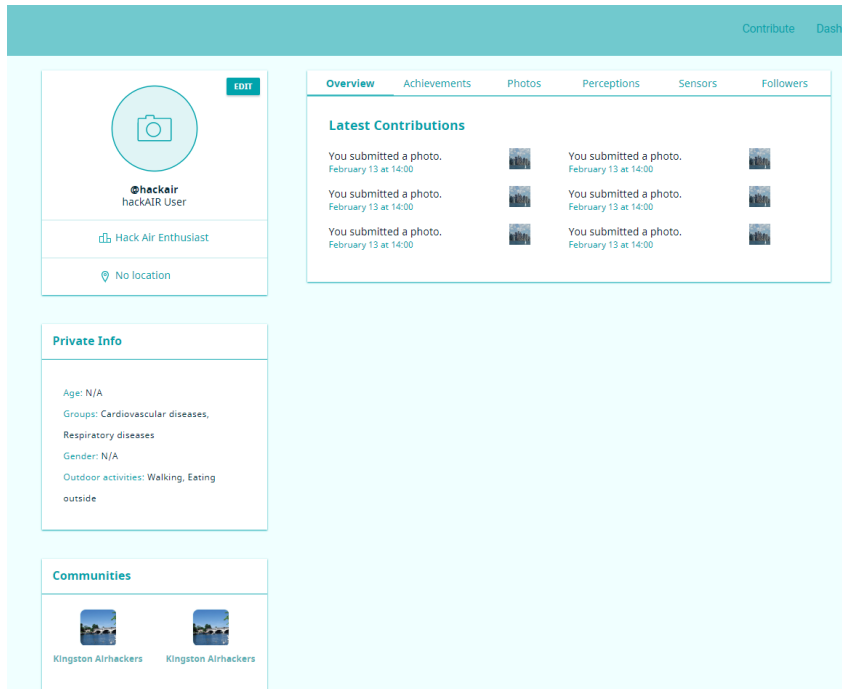 Contribute Dash
EDIT
@hackair
hackAIR User
Hack Air Enthusiast
No location
Private Info
Age: N/A
Groups: Cardiovascular diseases,
Respiratory diseases
Gender: N/A
Outdoor activities: Walking, Eating
outside
Communities
Kingston Airhackers Kingston Airhackers
Overview Achievements Photos Perceptions Sensors Followers
Latest Contributions
You submitted a photo. You submitted a photo.
February 13 at 14:00 February 13 at 14:00
You submitted a photo. You submitted a photo.
February 13 at 14:00 February 13 at 14:00
You submitted a photo. You submitted a photo.
February 13 at 14:00 February 13 at 14:00